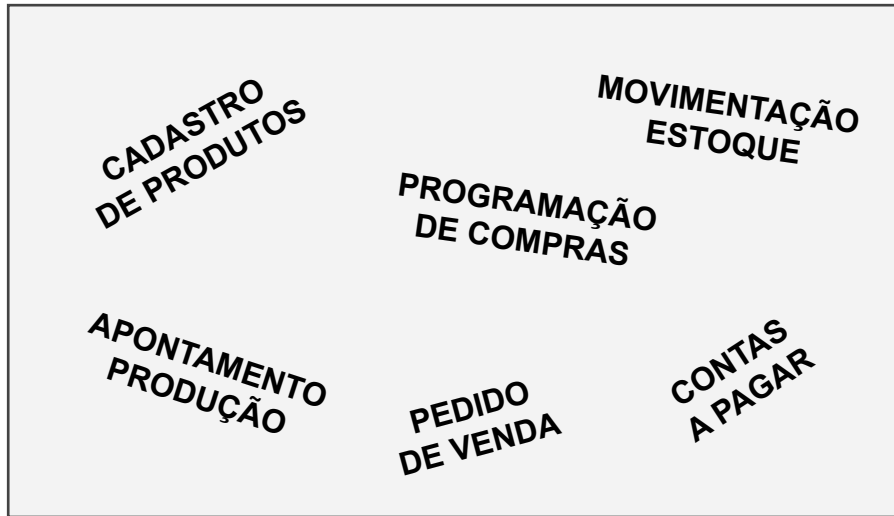 CADASTRO
DE PRODUTOS
MOVIMENTAÇÃO
ESTOQUE
PROGRAMAÇÃO
DE COMPRAS
APONTAMENTO
PRODUÇÃO
PEDIDO
DE VENDA
CONTAS
A PAGAR